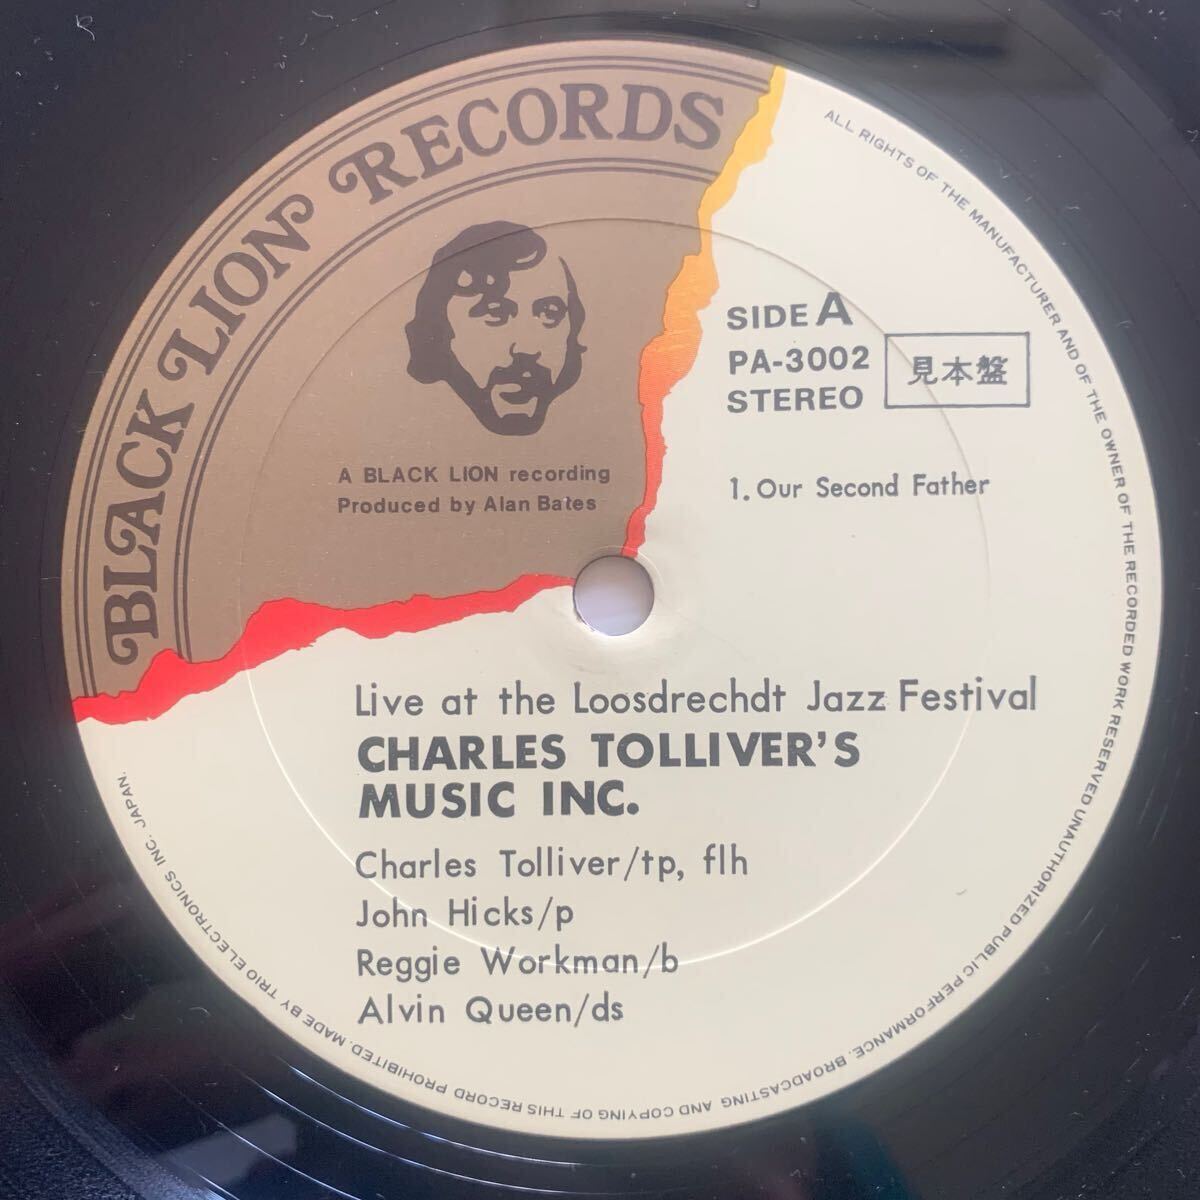 BLACK LION RECORDS
A BLACK LION recording
Produced by Alan Bates
SIDE A
PA-3002
STEREO
見本盤
1. Our Second Father
Live at the Loosdrechdt Jazz Festival
CHARLES TOLLIVER'S
MUSIC INC.
Charles Tolliver/tp, flh
John Hicks/p
Reggie Workman/b
Alvin Queen/ds
ALL RIGHTS OF THE MANUFACTURER AND OF THE OWNER OF THE RECORDED WORK RESERVED UNAUTHORIZED PUBLIC PERFORMANCE. BROADCASTING AND COPYING OF THIS RECORD PROHIBITED. MADE BY TRIO ELECTRONICS INC. JAPAN.